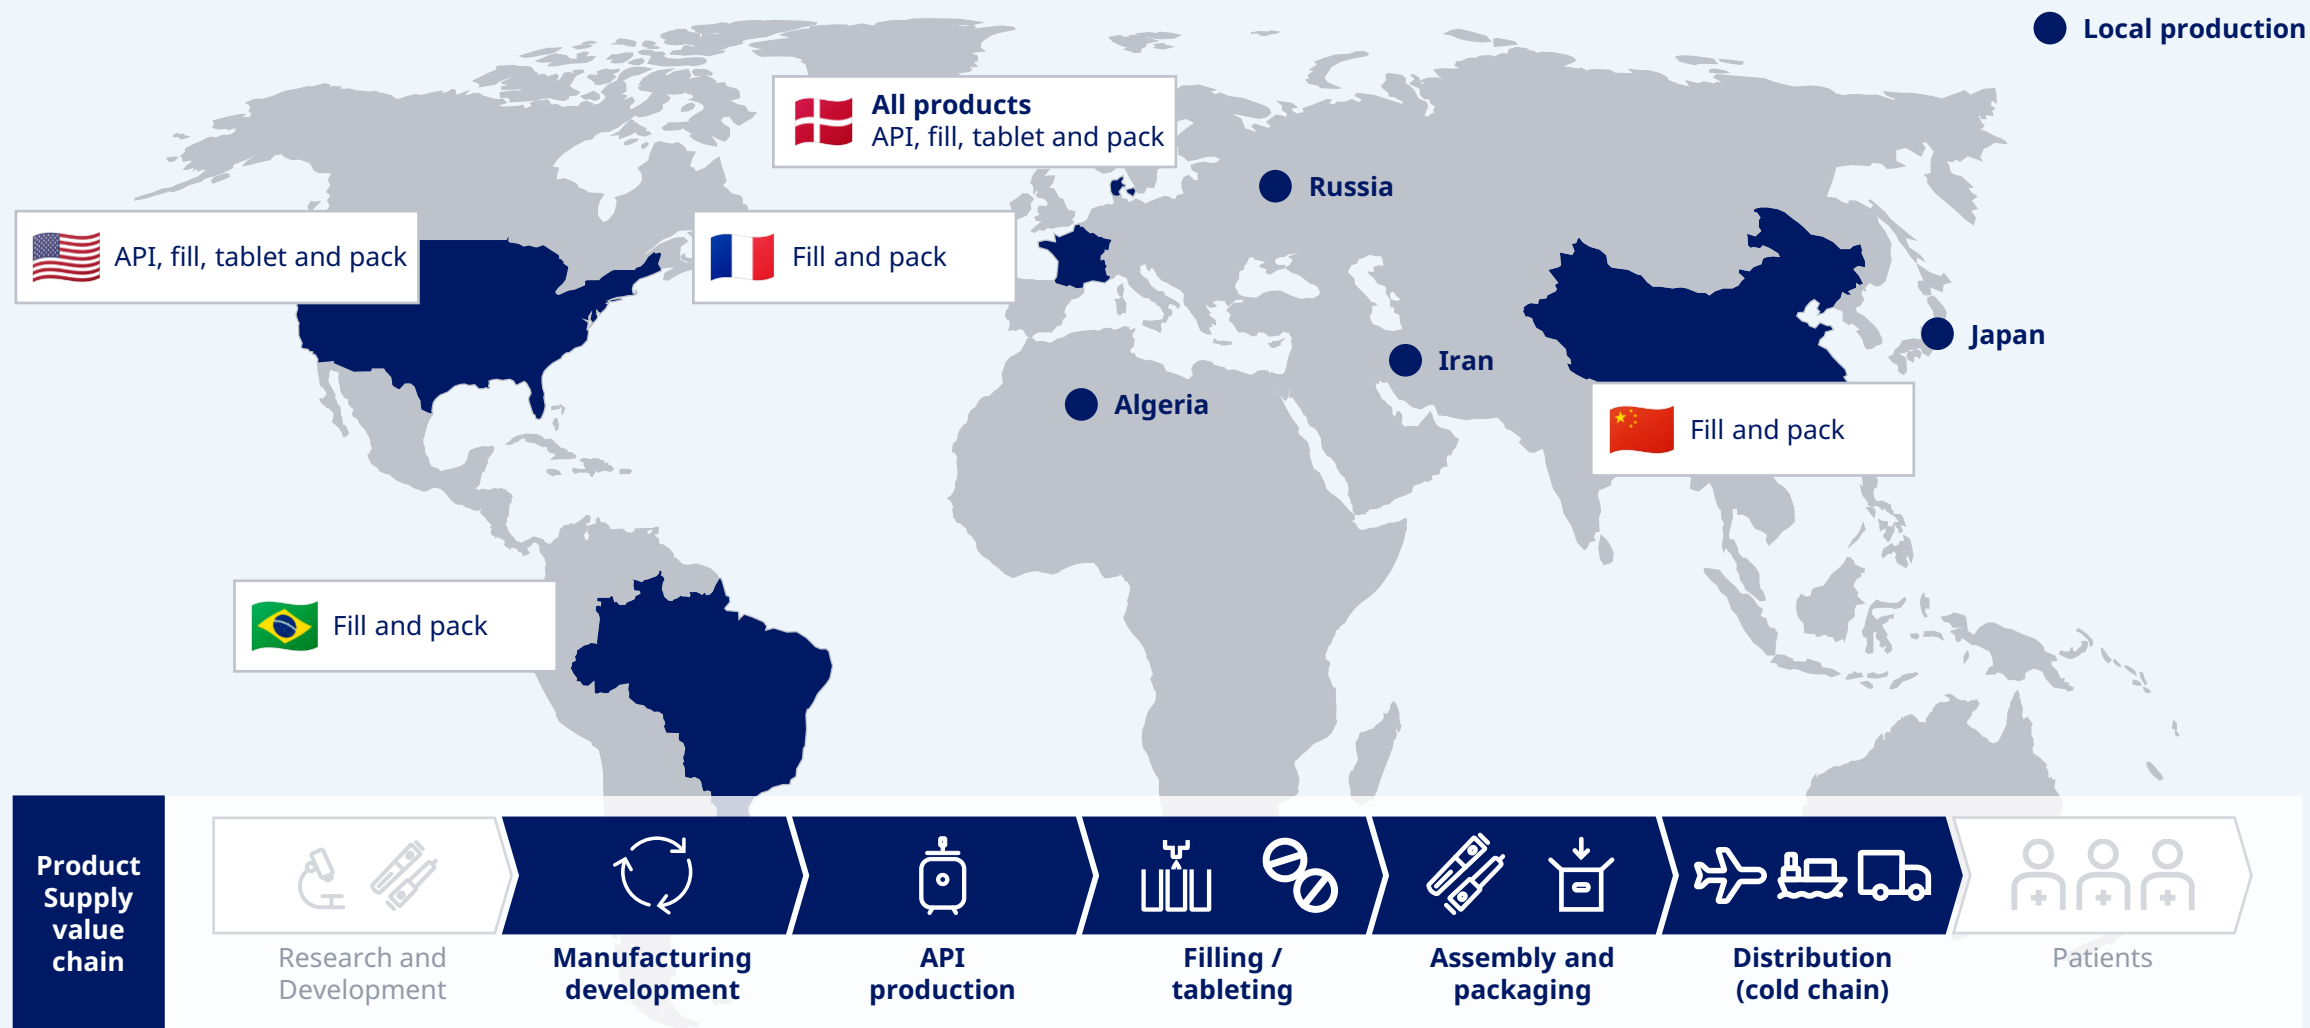 Local production
All products
API, fill, tablet and pack
Russia
API, fill, tablet and pack
Fill and pack
Japan
Iran
Algeria
Fill and pack
Fill and pack
Product
Supply
value
chain
Research and
Development
Manufacturing
development
API
production
Filling /
tableting
Assembly and
packaging
Distribution
(cold chain)
Patients